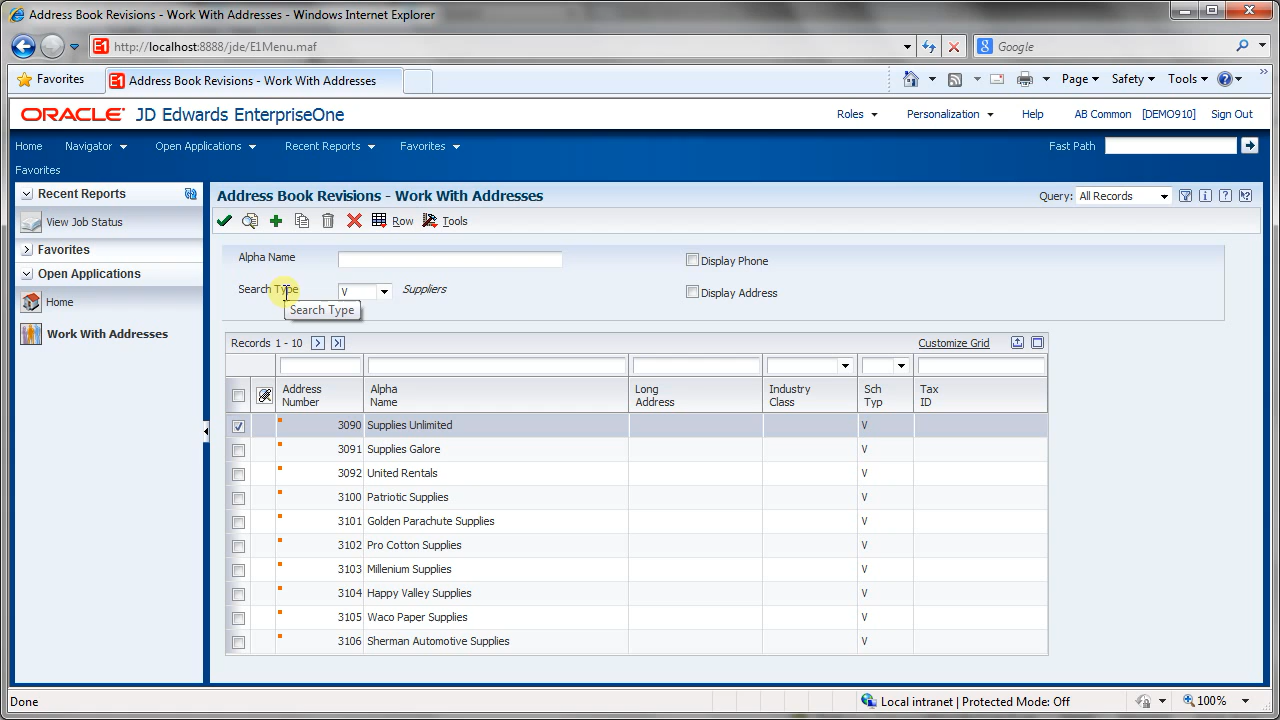 Address Book Revisions - Work With Addresses - Windows Internet Explorer
E1 http://localhost:8888/jde/E1Menu.maf
Google
Favorites
E1 Address Book Revisions - Work With Addresses
Page Safety Tools
ORACLE JD Edwards EnterpriseOne
Roles Personalization Help AB Common [DEMO910] Sign Out
Home Navigator Open Applications Recent Reports Favorites Fast Path
Favorites
Recent Reports
View Job Status
Favorites
Open Applications
Home
Work With Addresses
Address Book Revisions - Work With Addresses
Query: All Records
Row Tools
Alpha Name
Display Phone
Search Type V Suppliers
Display Address
Search Type
Records 1 - 10
Customize Grid
Address Number Alpha Name Long Address Industry Class Sch Typ Tax ID
3090 Supplies Unlimited V
3091 Supplies Galore V
3092 United Rentals V
3100 Patriotic Supplies V
3101 Golden Parachute Supplies V
3102 Pro Cotton Supplies V
3103 Millenium Supplies V
3104 Happy Valley Supplies V
3105 Waco Paper Supplies V
3106 Sherman Automotive Supplies V
Done
Local intranet | Protected Mode: Off
100%